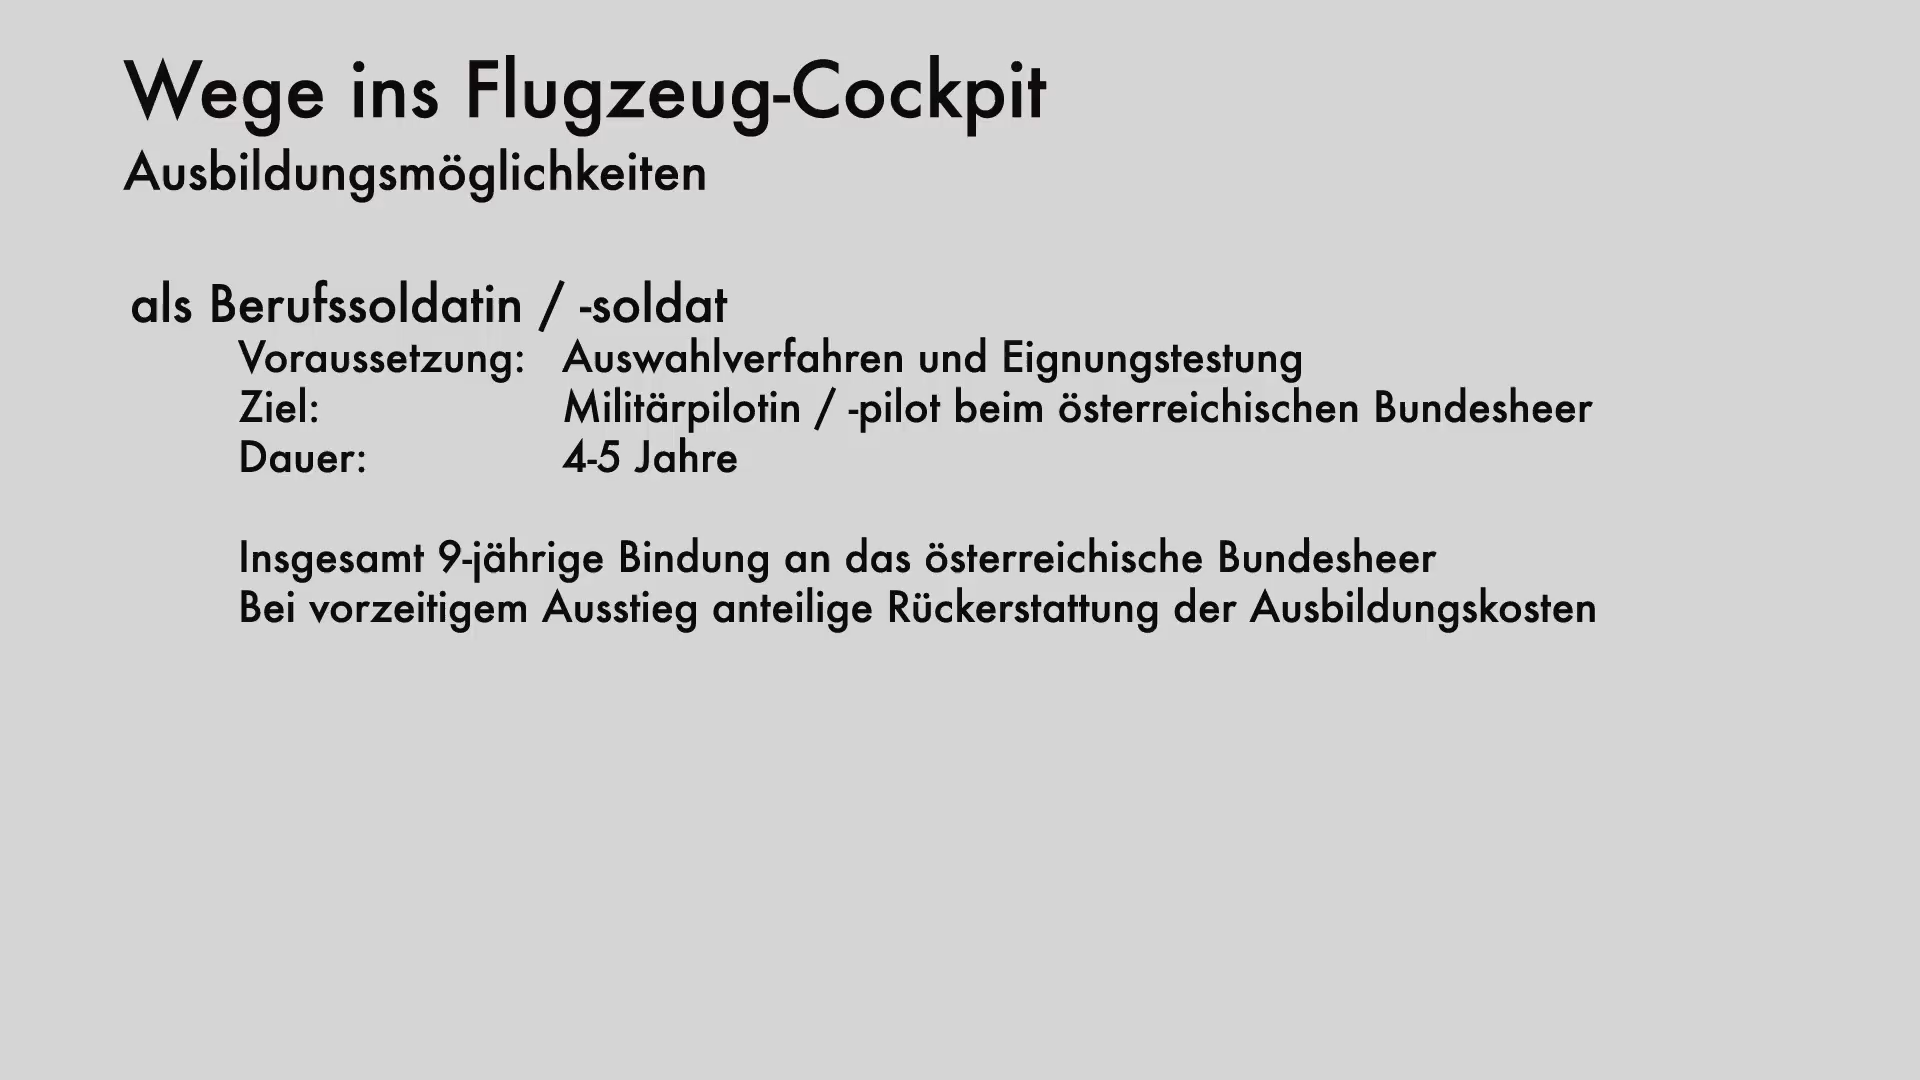 Wege ins Flugzeug-Cockpit
Ausbildungsmöglichkeiten
als Berufssoldatin / -soldat
Voraussetzung: Auswahlverfahren und Eignungstestung
Ziel: Militärpilotin / -pilot beim österreichischen Bundesheer
Dauer: 4-5 Jahre
Insgesamt 9-jährige Bindung an das österreichische Bundesheer
Bei vorzeitigem Ausstieg anteilige Rückerstattung der Ausbildungskosten